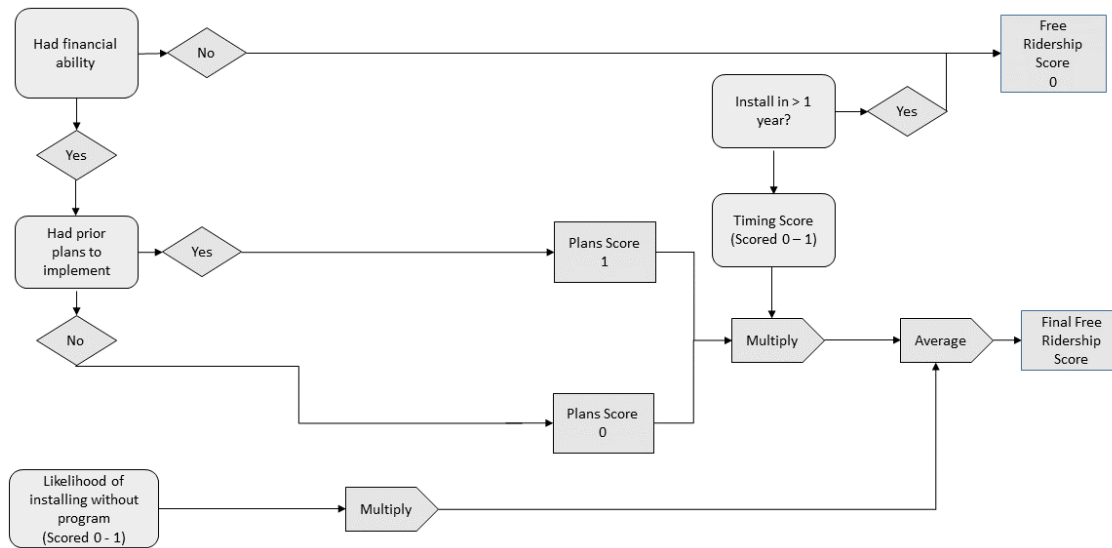 Had financial
ability
No
Free
Ridership
Score
0
Install in > 1
year?
Yes
Yes
Had prior
plans to
implement
Yes
Plans Score
1
Timing Score
(Scored 0 – 1)
No
Multiply
Average
Final Free
Ridership
Score
Plans Score
0
Likelihood of
installing without
program
(Scored 0 - 1)
Multiply